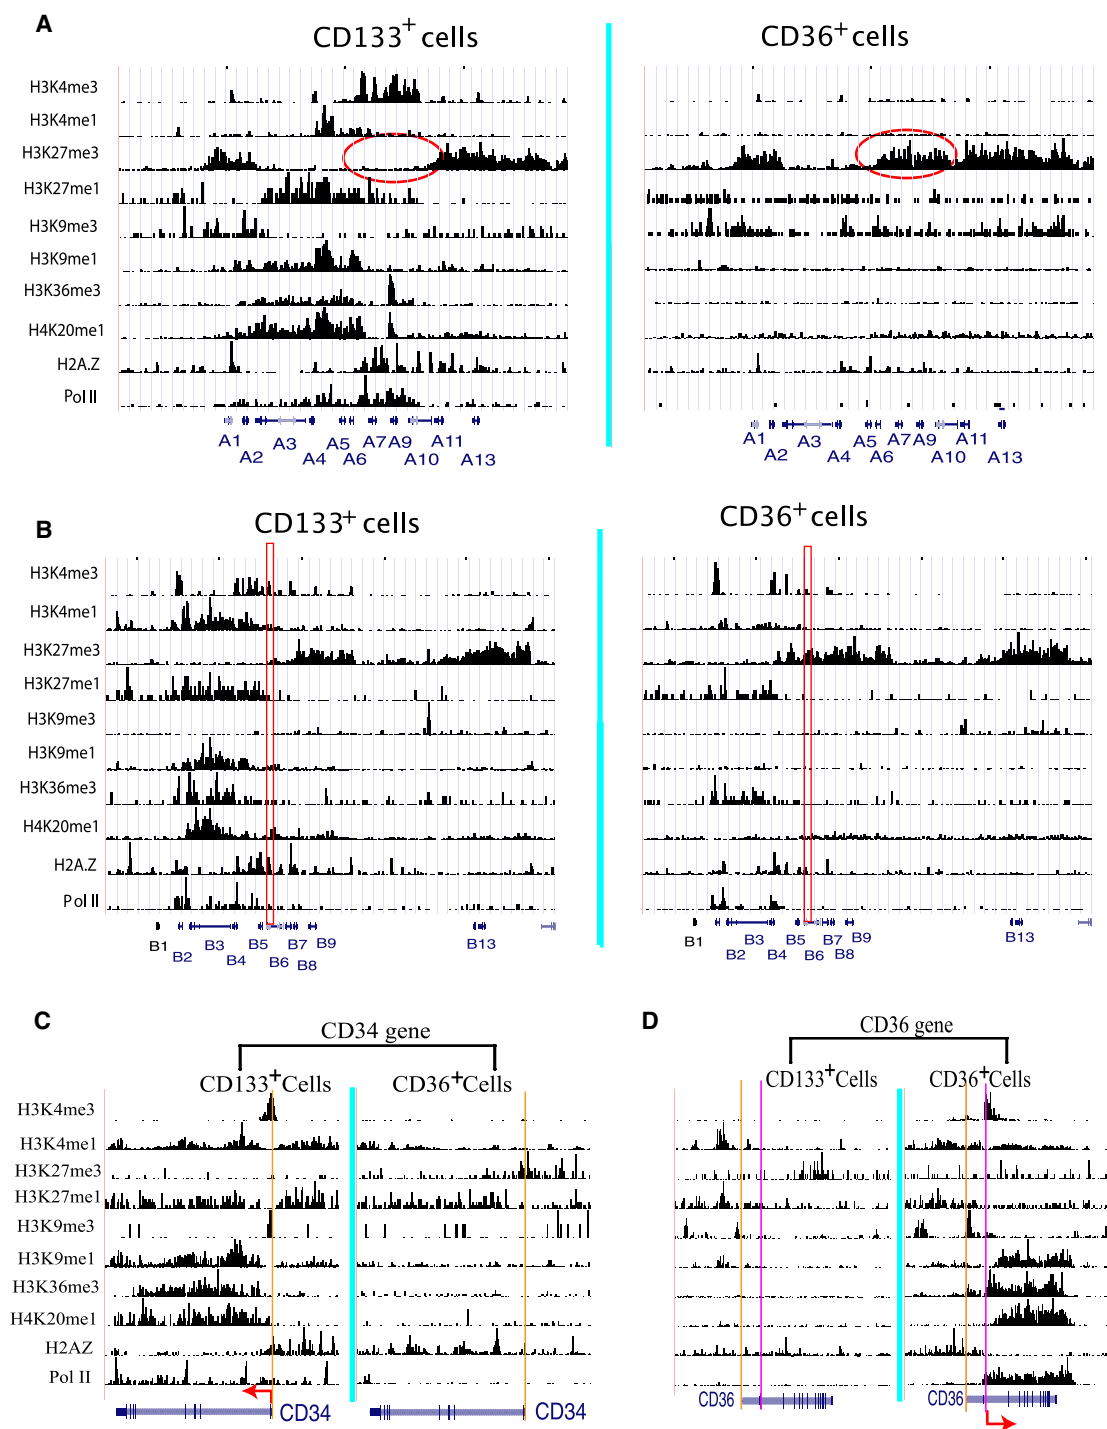 A
CD133+ cells
CD36+ cells
H3K4me3
H3K4me1
H3K27me3
H3K27me1
H3K9me3
H3K9me1
H3K36me3
H4K20me1
H2A.Z
Pol II
A1 A3 A5 A7 A9 A11
A2 A4 A6 A10 A13
A1 A3 A5 A7 A9 A11
A2 A4 A6 A10 A13
B
CD133+ cells
CD36+ cells
H3K4me3
H3K4me1
H3K27me3
H3K27me1
H3K9me3
H3K9me1
H3K36me3
H4K20me1
H2A.Z
Pol II
B1 B3 B5 B7 B9 B13
B2 B4 B6 B8
B1 B3 B5 B7 B9 B13
B2 B4 B6 B8
C
CD34 gene
CD133+Cells
CD36+Cells
H3K4me3
H3K4me1
H3K27me3
H3K27me1
H3K9me3
H3K9me1
H3K36me3
H4K20me1
H2AZ
Pol II
CD34
CD34
D
CD36 gene
CD133+Cells
CD36+Cells
CD36
CD36